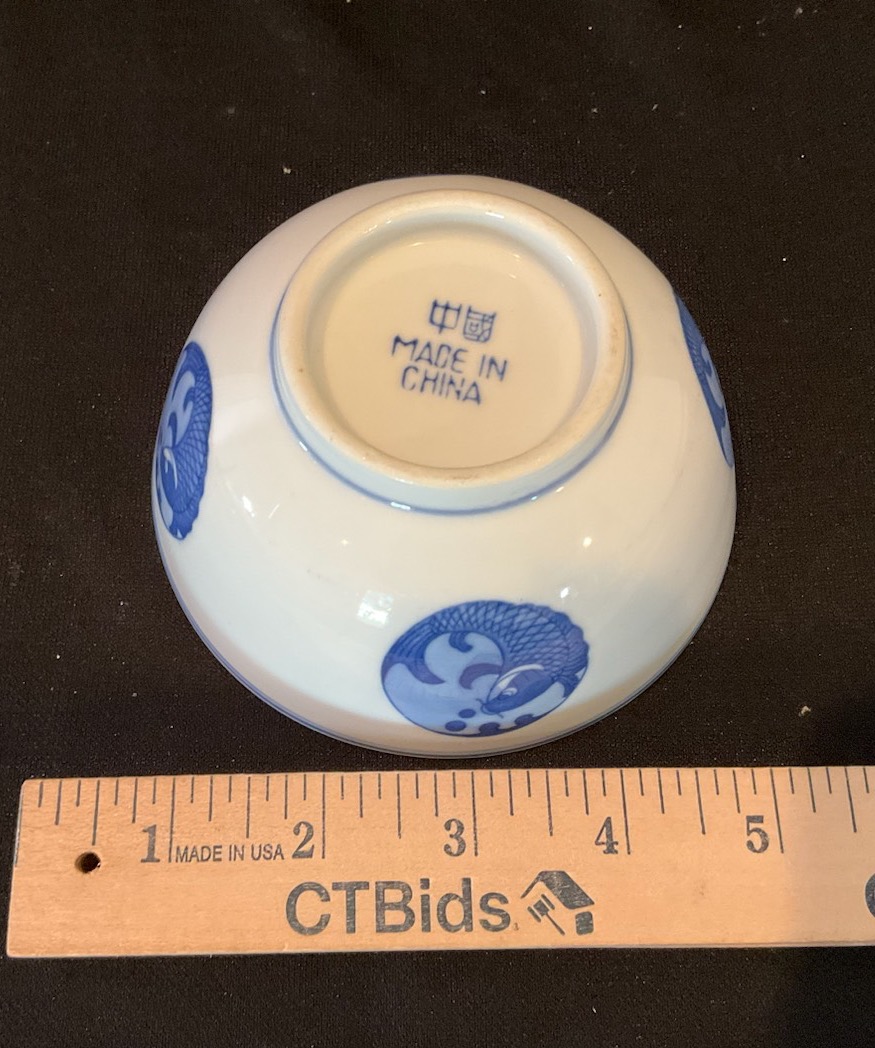 中國
MADE IN
CHINA
1 MADE IN USA 2 3 4 5
CTBids